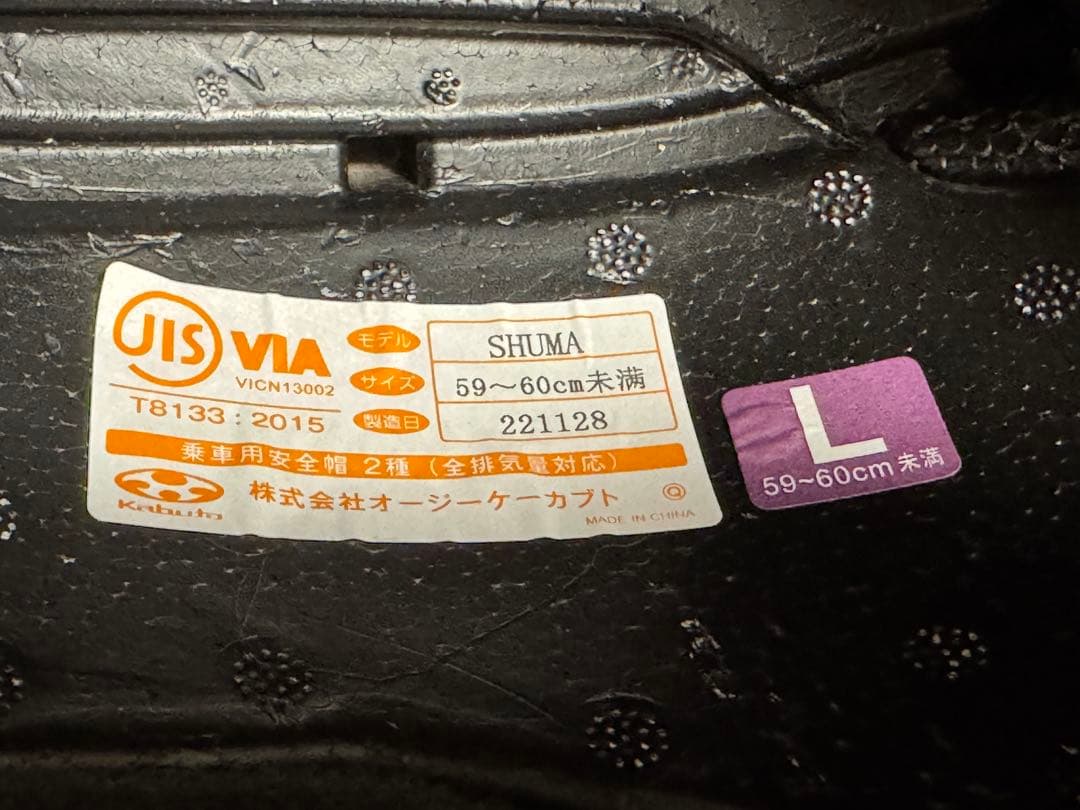 JIS VIA
VICN13002
T8133:2015
モデル SHUMA
サイズ 59～60cm未満
製造日 221128
乗車用安全帽 2種(全排気量対応)
Kabuto
株式会社オージーケーカブト
Q
MADE IN CHINA
L
59~60cm未満